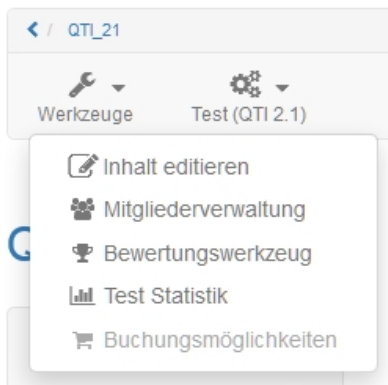 / QTI_21
Werkzeuge Test (QTI 2.1)
Inhalt editieren
Mitgliederverwaltung
Bewertungswerkzeug
Test Statistik
Buchungsmöglichkeiten